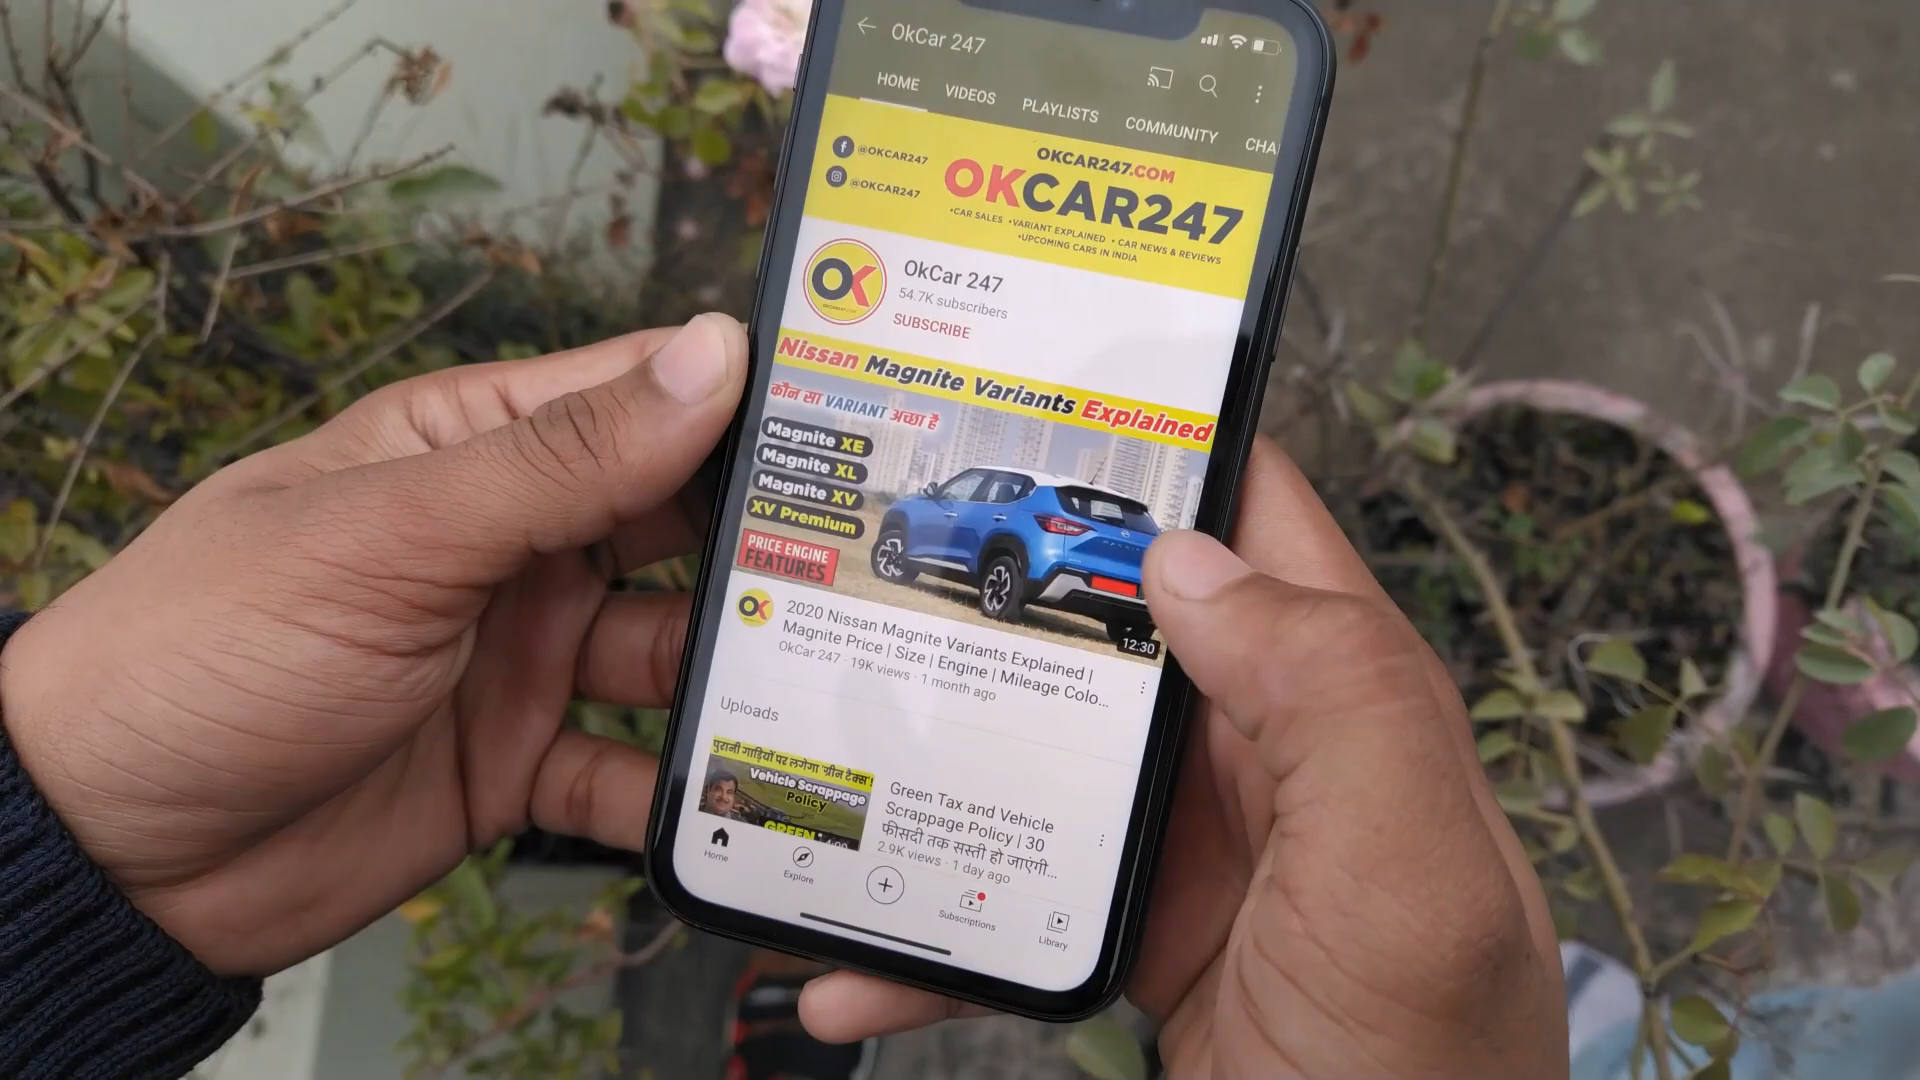 OkCar 247
HOME VIDEOS PLAYLISTS COMMUNITY CHA
@OKCAR247
@OKCAR247
OKCAR247.COM
OKCAR247
•CAR SALES •VARIANT EXPLAINED • CAR NEWS & REVIEWS
•UPCOMING CARS IN INDIA
OK
OkCar 247
54.7K subscribers
SUBSCRIBE
Nissan Magnite Variants Explained
कौन सा VARIANT अच्छा है
Magnite XE
Magnite XL
Magnite XV
XV Premium
PRICE ENGINE
FEATURES
12:30
OK
2020 Nissan Magnite Variants Explained |
Magnite Price | Size | Engine | Mileage Colo...
OkCar 247 · 19K views · 1 month ago
Uploads
पुरानी गाड़ियों पर लगेगा 'ग्रीन टैक्स'!
Vehicle Scrappage
Policy
GREEN
Green Tax and Vehicle
Scrappage Policy | 30
फीसदी तक सस्ती हो जाएंगी...
2.9K views · 1 day ago
Home
Explore
Subscriptions
Library